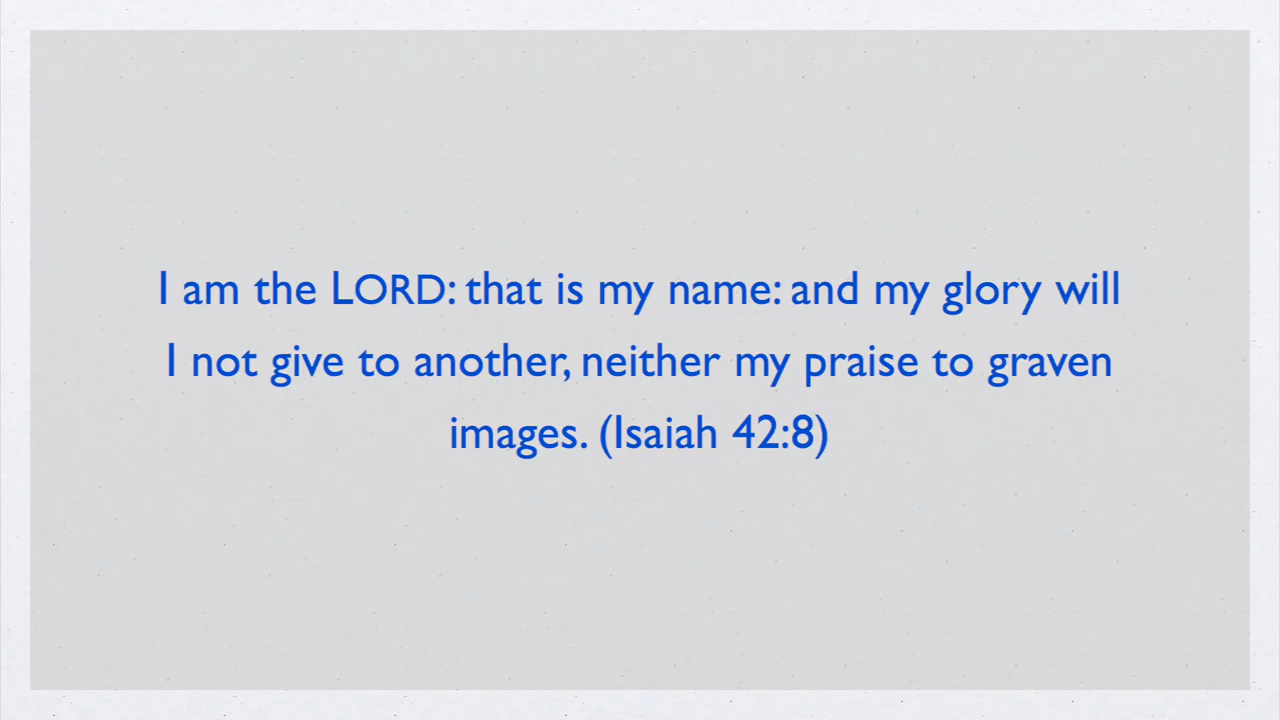 I am the LORD: that is my name: and my glory will
I not give to another, neither my praise to graven
images. (Isaiah 42:8)